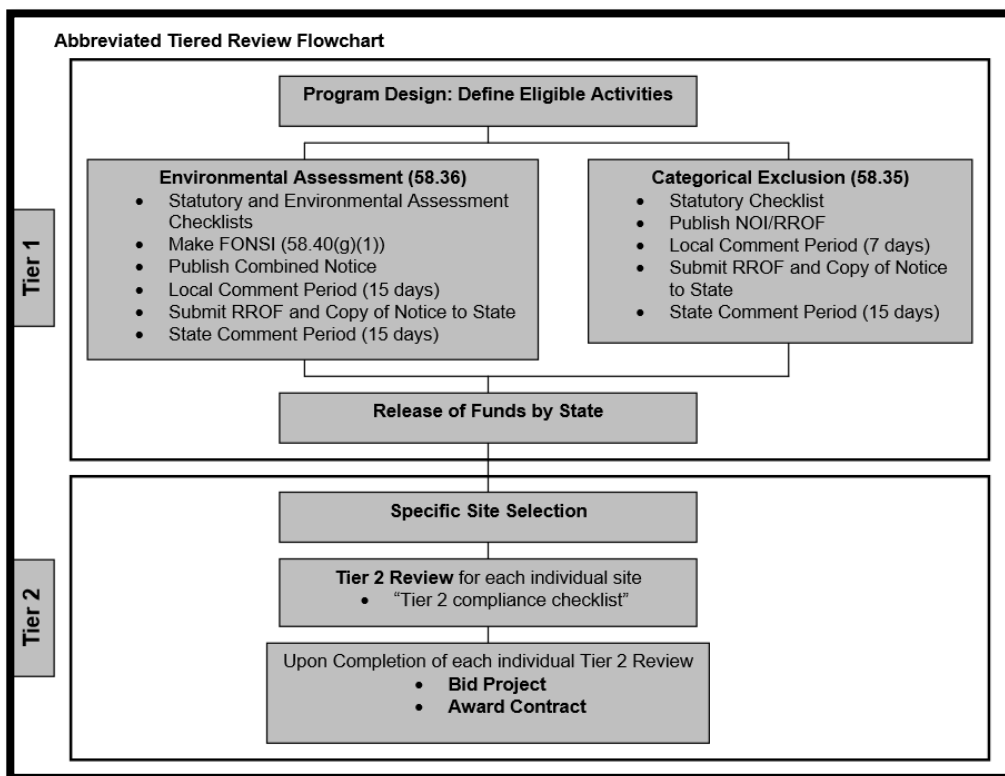 Abbreviated Tiered Review Flowchart
Program Design: Define Eligible Activities
Tier 1
Environmental Assessment (58.36)
• Statutory and Environmental Assessment
Checklists
• Make FONSI (58.40(g)(1))
• Publish Combined Notice
• Local Comment Period (15 days)
• Submit RROF and Copy of Notice to State
• State Comment Period (15 days)
Categorical Exclusion (58.35)
• Statutory Checklist
• Publish NOI/RROF
• Local Comment Period (7 days)
• Submit RROF and Copy of Notice
to State
• State Comment Period (15 days)
Release of Funds by State
Tier 2
Specific Site Selection
Tier 2 Review for each individual site
• “Tier 2 compliance checklist”
Upon Completion of each individual Tier 2 Review
• Bid Project
• Award Contract